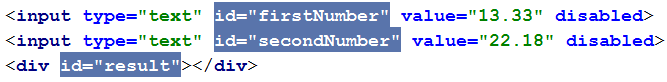 <input type="text" id="firstNumber" value="13.33" disabled>
<input type="text" id="secondNumber" value="22.18" disabled>
<div id="result"></div>